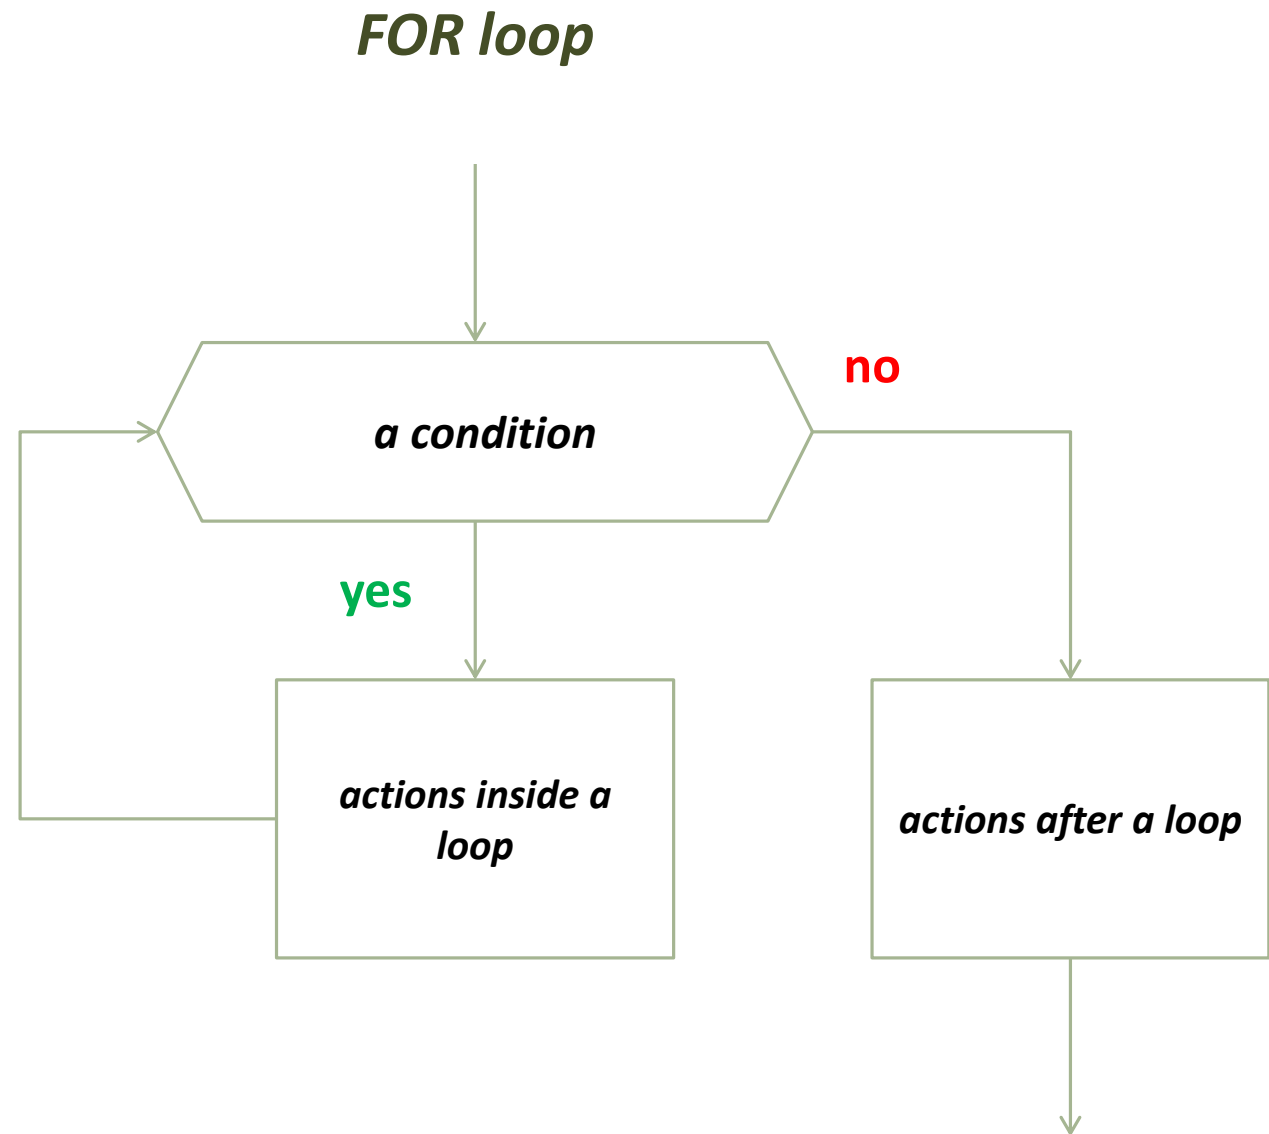 FOR loop
no
a condition
yes
actions inside a
loop
actions after a loop